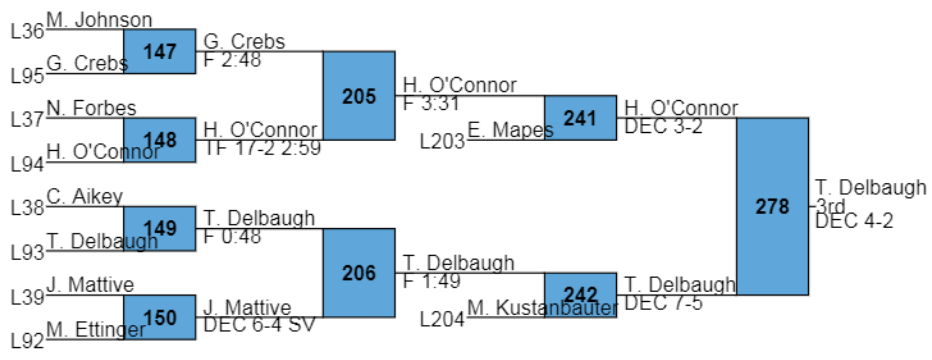 L36 M. Johnson
147
L95 G. Crebs
G. Crebs
F 2:48
L37 N. Forbes
148
L94 H. O'Connor
H. O'Connor
TF 17-2 2:59
205
H. O'Connor
F 3:31
L203 E. Mapes
241
H. O'Connor
DEC 3-2
L38 C. Aikey
149
L93 T. Delbaugh
T. Delbaugh
F 0:48
L39 J. Mattive
150
L92 M. Ettinger
J. Mattive
DEC 6-4 SV
206
T. Delbaugh
F 1:49
L204 M. Kustanbauter
242
T. Delbaugh
DEC 7-5
278
T. Delbaugh
3rd
DEC 4-2